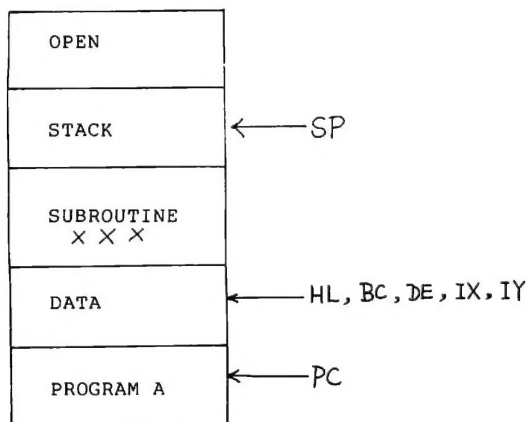 OPEN
STACK
SP
SUBROUTINE
X X X
DATA
HL, BC, DE, IX, IY
PROGRAM A
PC